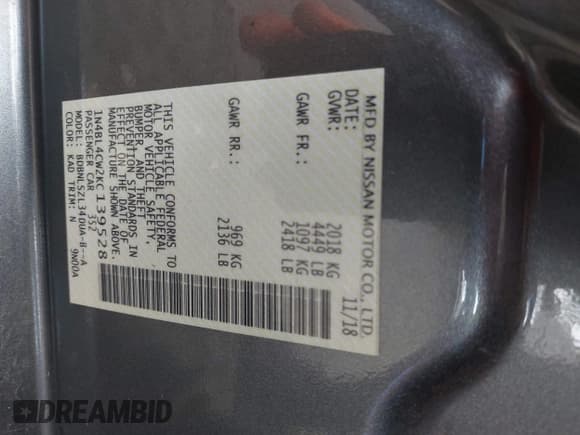 MFD BY NISSAN MOTOR CO., LTD.
DATE: 11/18
GVWR: 2018 KG
4449 LB
GAWR FR.: 1097 KG
2418 LB
GAWR RR.: 969 KG
2136 LB
THIS VEHICLE CONFORMS TO
ALL APPLICABLE FEDERAL
MOTOR VEHICLE SAFETY,
BUMPER, AND THEFT
PREVENTION STANDARDS IN
EFFECT ON THE DATE OF
MANUFACTURE SHOWN ABOVE.
1N4BL4CW2KC139528
PASSENGER CAR 352
MODEL: BDBNLSZL34DUA-B--A
COLOR: KAD TRIM: N 9N00A
DREAMBID